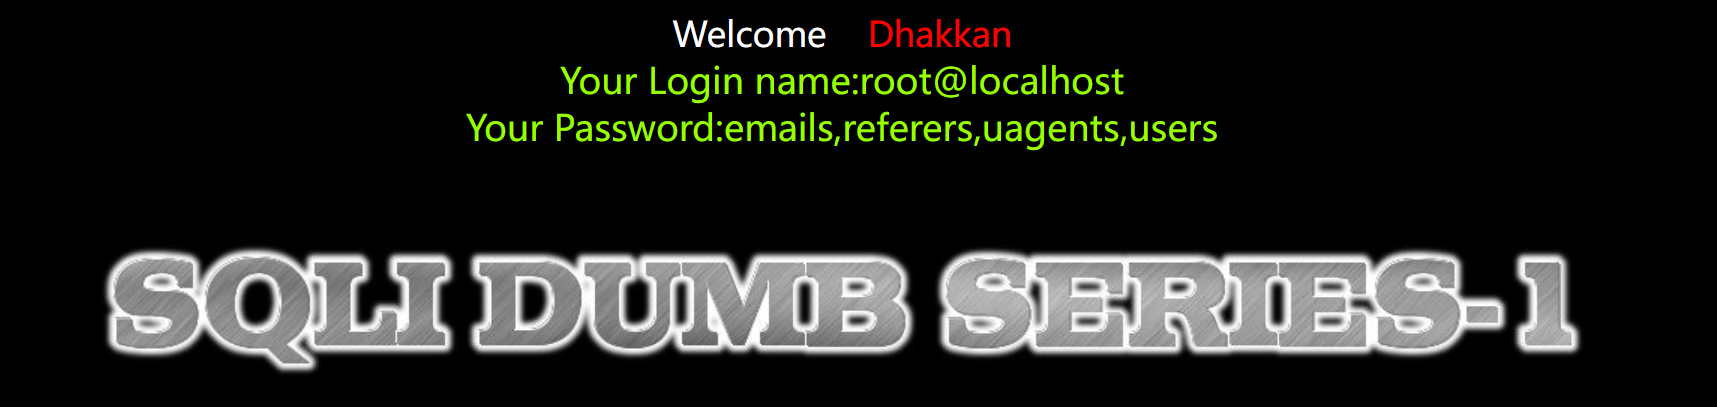 Welcome Dhakkan
Your Login name:root@localhost
Your Password:emails,referers,uagents,users
SQLI DUMB SERIES-1